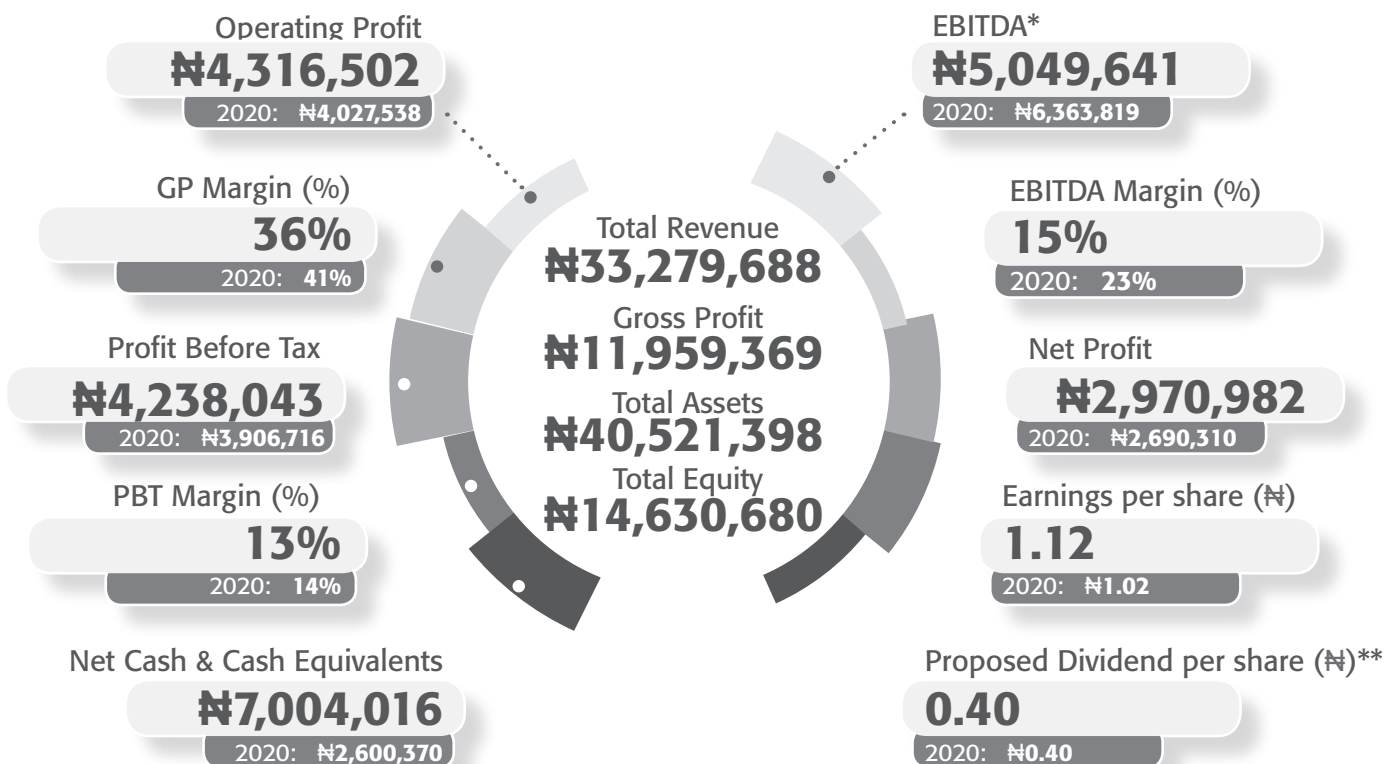 Operating Profit
₦4,316,502
2020: ₦4,027,538
GP Margin (%)
36%
2020: 41%
Profit Before Tax
₦4,238,043
2020: ₦3,906,716
PBT Margin (%)
13%
2020: 14%
Net Cash & Cash Equivalents
₦7,004,016
2020: ₦2,600,370
Total Revenue
₦33,279,688
Gross Profit
₦11,959,369
Total Assets
₦40,521,398
Total Equity
₦14,630,680
EBITDA*
₦5,049,641
2020: ₦6,363,819
EBITDA Margin (%)
15%
2020: 23%
Net Profit
₦2,970,982
2020: ₦2,690,310
Earnings per share (₦)
1.12
2020: ₦1.02
Proposed Dividend per share (₦)**
0.40
2020: ₦0.40